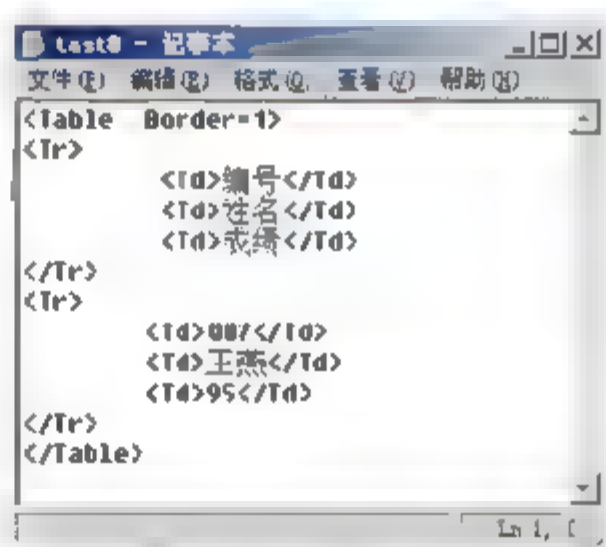 test8 - 记事本
文件(F) 编辑(E) 格式(O) 查看(V) 帮助(H)
<Table Border=1>
<Tr>
<Td>编号</Td>
<Td>姓名</Td>
<Td>成绩</Td>
</Tr>
<Tr>
<Td>007</Td>
<Td>王燕</Td>
<Td>95</Td>
</Tr>
</Table>
Ln 1, C